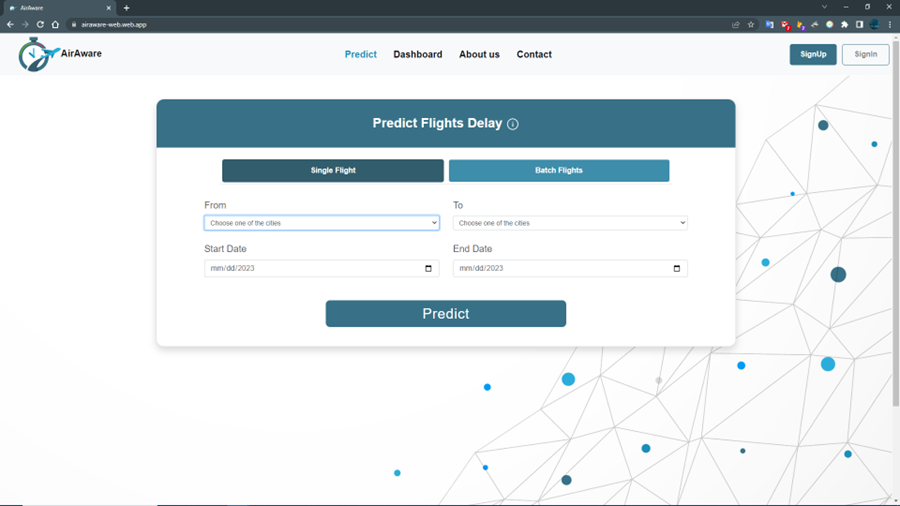 AirAware
airaware-web.web.app
AirAware
Predict Dashboard About us Contact
SignUp SignIn
Predict Flights Delay
Single Flight Batch Flights
From To
Choose one of the cities Choose one of the cities
Start Date End Date
mm/dd/2023 mm/dd/2023
Predict